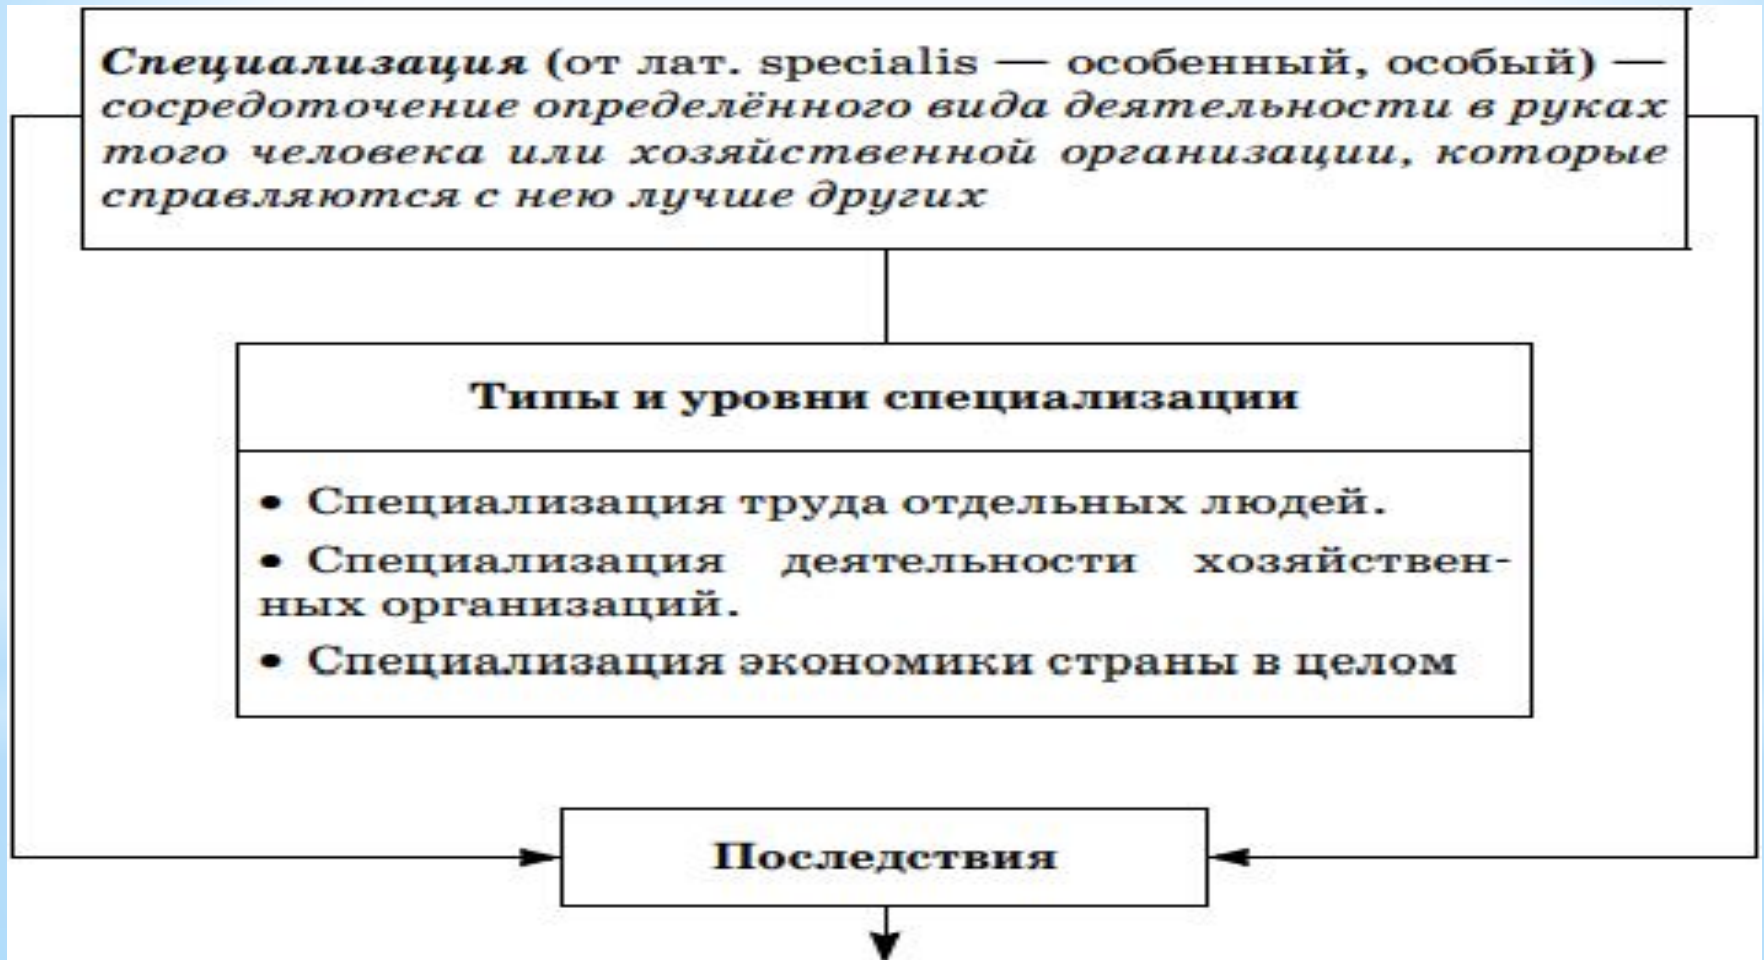 Специализация (от лат. specialis — особенный, особый) —
сосредоточение определённого вида деятельности в руках
того человека или хозяйственной организации, которые
справляются с нею лучше других
Типы и уровни специализации
• Специализация труда отдельных людей.
• Специализация деятельности хозяйствен-
ных организаций.
• Специализация экономики страны в целом
Последствия